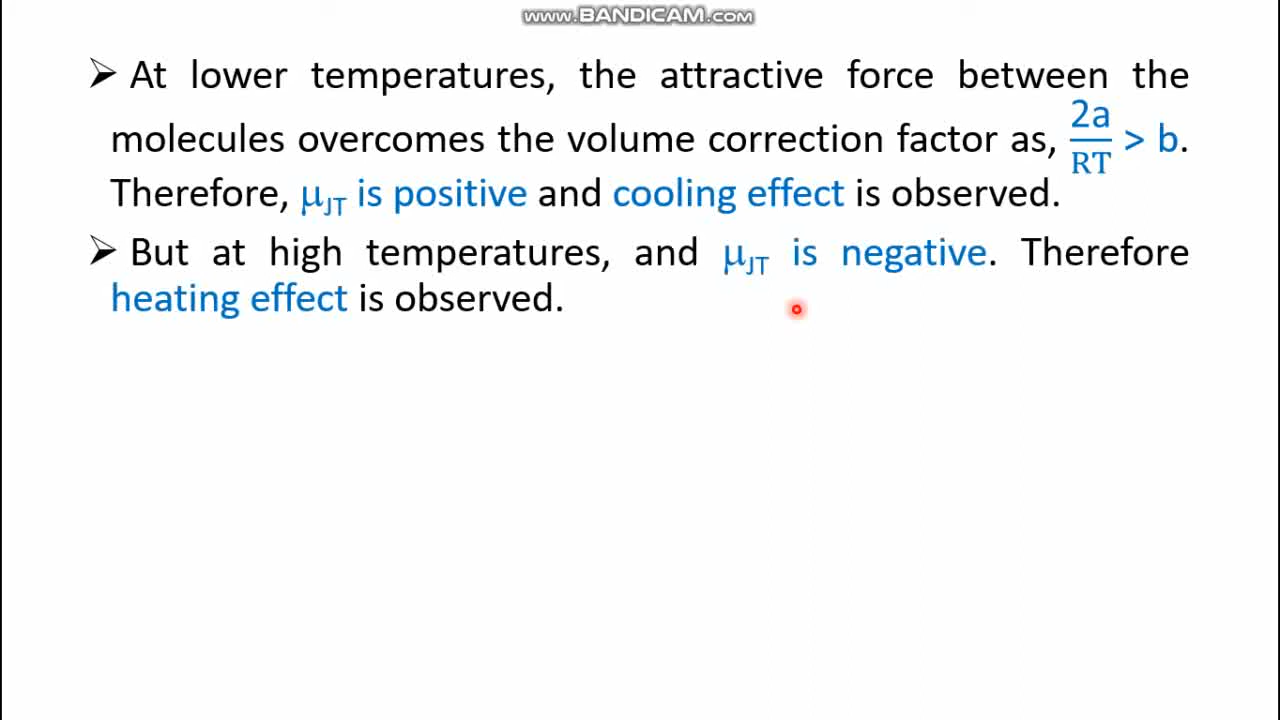 www.BANDICAM.com
➢ At lower temperatures, the attractive force between the
molecules overcomes the volume correction factor as, 2a/RT > b.
Therefore, μJT is positive and cooling effect is observed.
➢ But at high temperatures, and μJT is negative. Therefore
heating effect is observed.